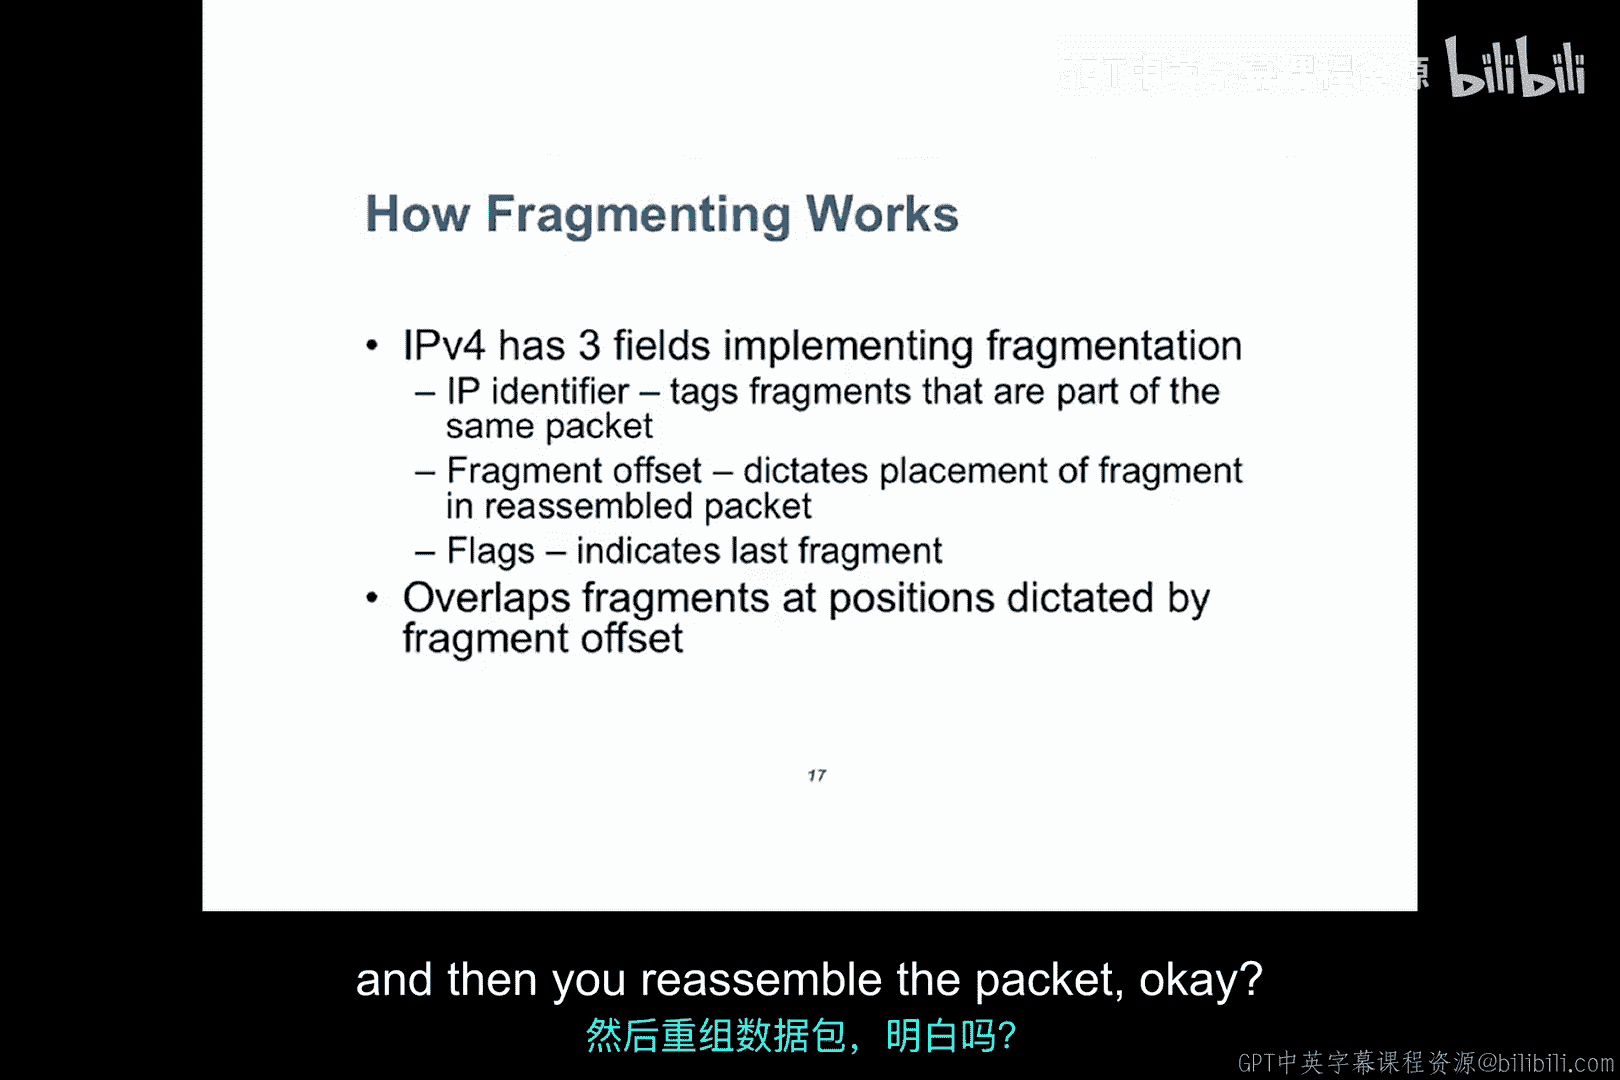 bilibili
How Fragmenting Works
• IPv4 has 3 fields implementing fragmentation
– IP identifier – tags fragments that are part of the
same packet
– Fragment offset – dictates placement of fragment
in reassembled packet
– Flags – indicates last fragment
• Overlaps fragments at positions dictated by
fragment offset
17
and then you reassemble the packet, okay?
然后重组数据包，明白吗？
GPT中英字幕课程资源@bilibili.com